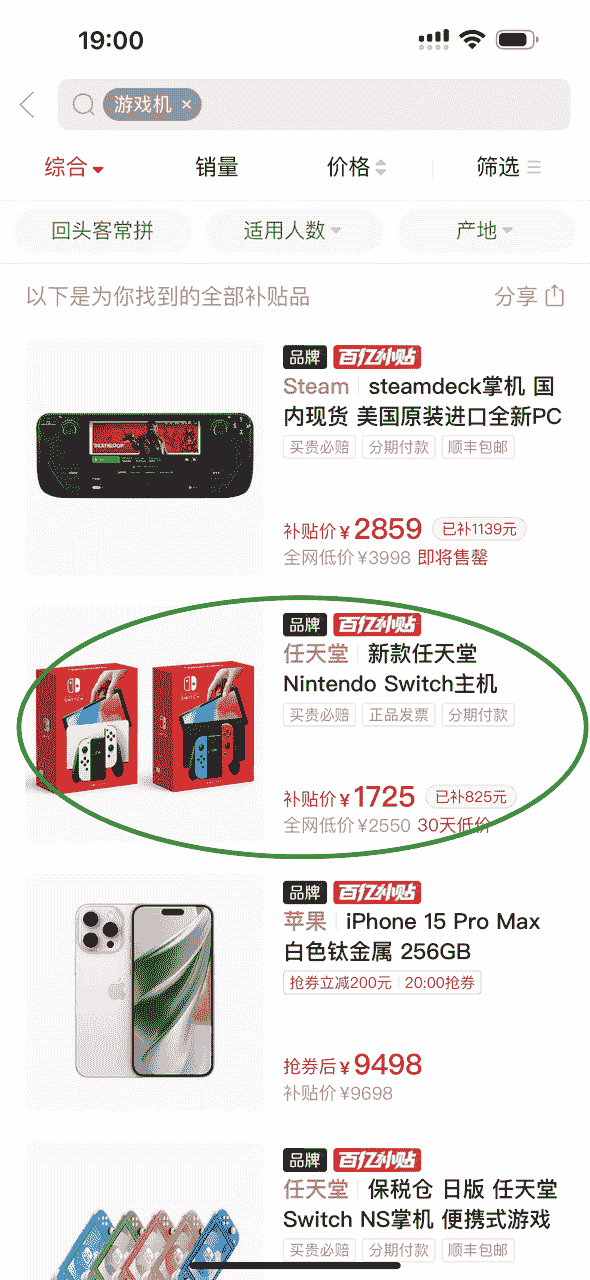 19:00
游戏机 ×
综合 销量 价格 筛选
回头客常拼 适用人数 产地
以下是为你找到的全部补贴品 分享
品牌 百亿补贴
Steam steamdeck掌机 国
内现货 美国原装进口全新PC
买贵必赔 分期付款 顺丰包邮
DEATHLOOP
补贴价¥2859 已补1139元
全网低价¥3998 即将售罄
品牌 百亿补贴
任天堂 新款任天堂
Nintendo Switch主机
买贵必赔 正品发票 分期付款
SWITCH SWITCH
补贴价¥1725 已补825元
全网低价¥2550 30天低价
品牌 百亿补贴
苹果 iPhone 15 Pro Max
白色钛金属 256GB
抢券立减200元 20:00抢券
抢券后¥9498
补贴价¥9698
品牌 百亿补贴
任天堂 保税仓 日版 任天堂
Switch NS掌机 便携式游戏
买贵必赔 分期付款 顺丰包邮